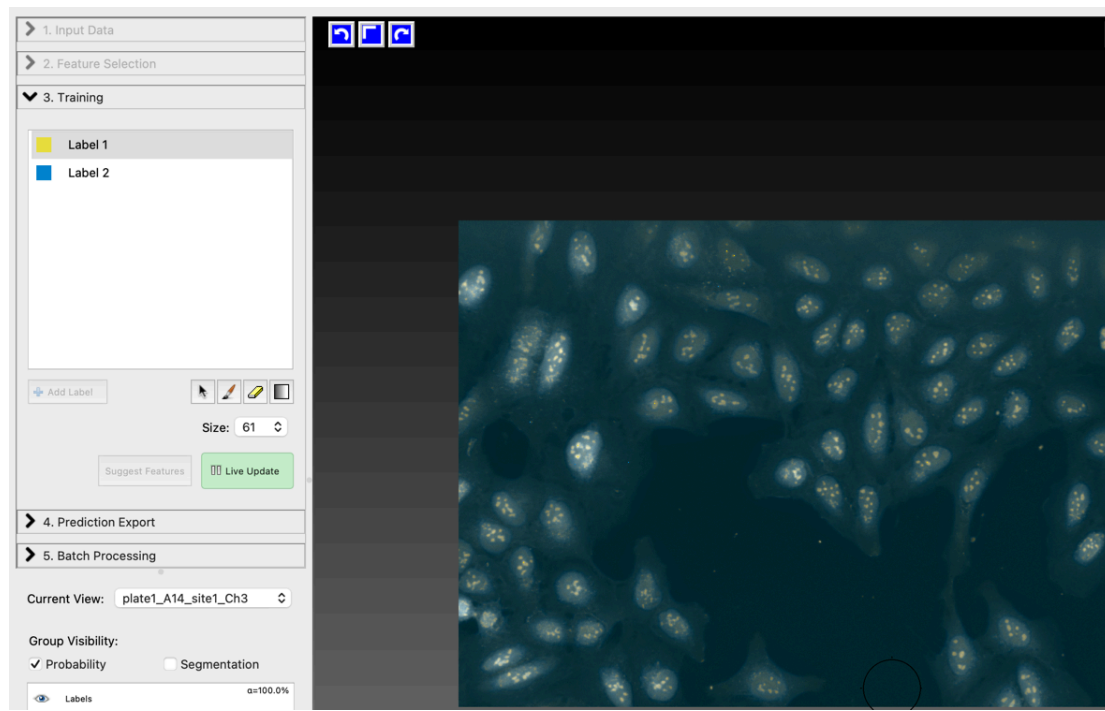 1. Input Data
2. Feature Selection
3. Training
Label 1
Label 2
Add Label
Size: 61
Suggest Features
Live Update
4. Prediction Export
5. Batch Processing
Current View: plate1_A14_site1_Ch3
Group Visibility:
Probability Segmentation
α=100.0%
Labels